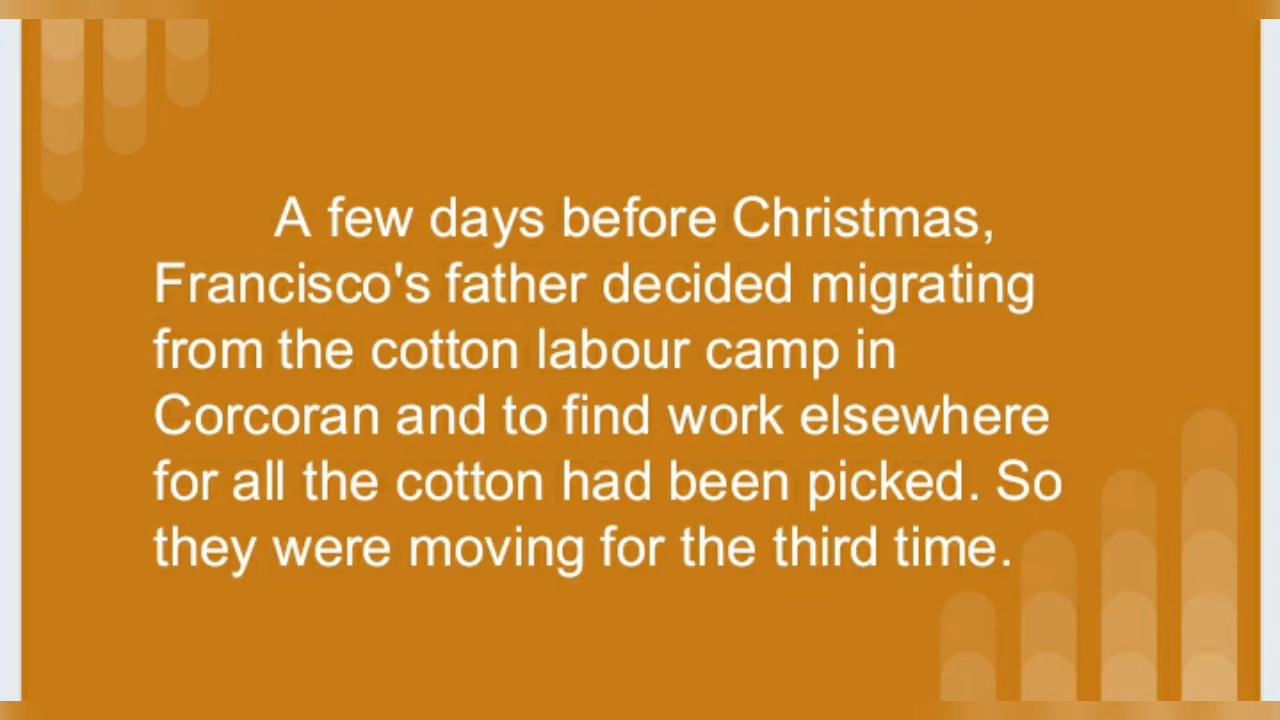 A few days before Christmas,
Francisco's father decided migrating
from the cotton labour camp in
Corcoran and to find work elsewhere
for all the cotton had been picked. So
they were moving for the third time.